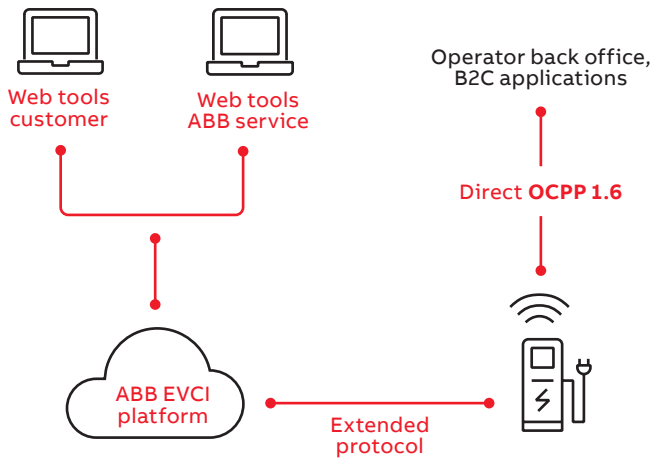 Web tools
customer
Web tools
ABB service
Operator back office,
B2C applications
Direct OCPP 1.6
ABB EVCI
platform
Extended
protocol